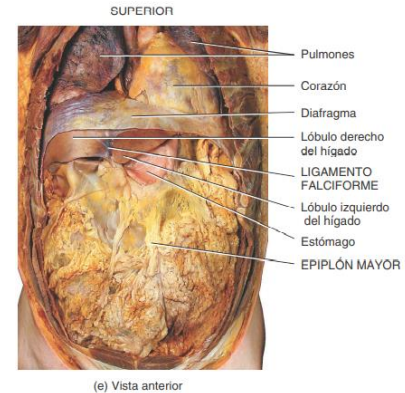 SUPERIOR
Pulmones
Corazón
Diafragma
Lóbulo derecho
del hígado
LIGAMENTO
FALCIFORME
Lóbulo izquierdo
del hígado
Estómago
EPIPLÓN MAYOR
(e) Vista anterior